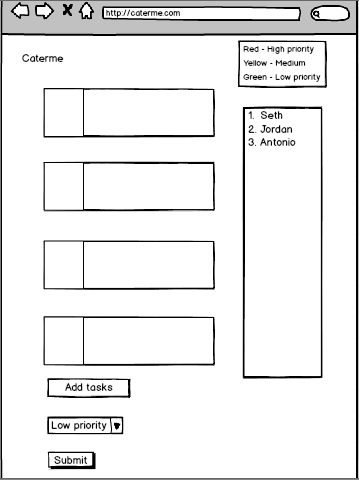 http://caterme.com
Caterme
Red - High priority
Yellow - Medium
Green - Low priority
1. Seth
2. Jordan
3. Antonio
Add tasks
Low priority
Submit